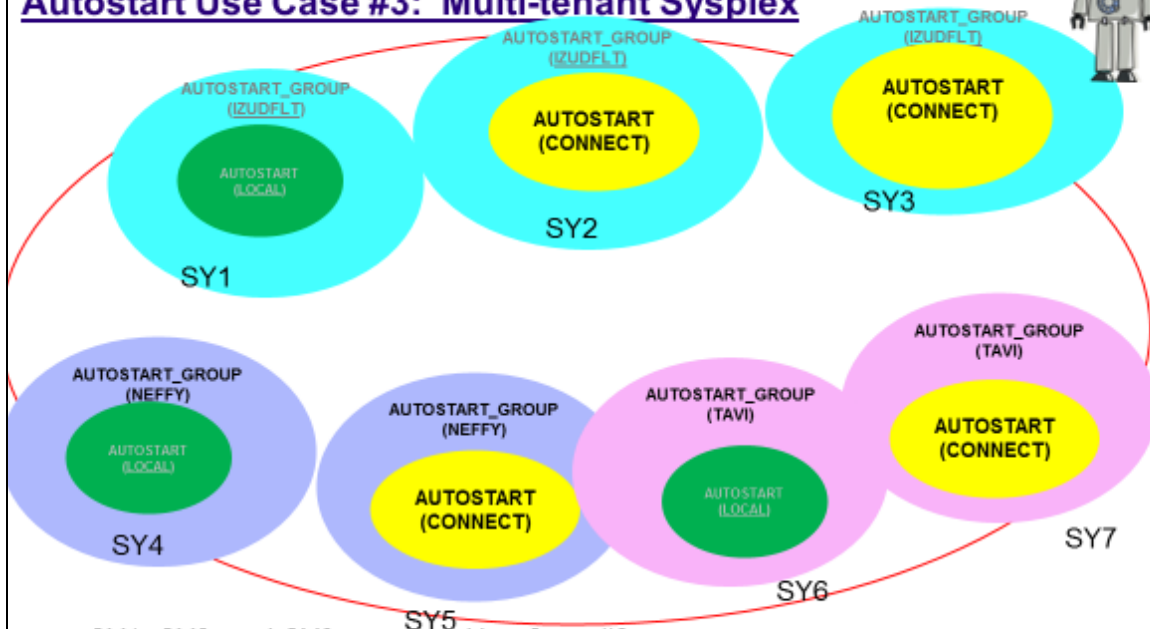 Autostart Use Case #3: Multi-tenant Sysplex
AUTOSTART_GROUP
(IZUDFLT)
AUTOSTART
(LOCAL)
SY1
AUTOSTART_GROUP
(IZUDFLT)
AUTOSTART
(CONNECT)
SY2
AUTOSTART_GROUP
(IZUDFLT)
AUTOSTART
(CONNECT)
SY3
AUTOSTART_GROUP
(NEFFY)
AUTOSTART
(LOCAL)
SY4
AUTOSTART_GROUP
(NEFFY)
AUTOSTART
(CONNECT)
SY5
AUTOSTART_GROUP
(TAVI)
AUTOSTART
(LOCAL)
SY6
AUTOSTART_GROUP
(TAVI)
AUTOSTART
(CONNECT)
SY7